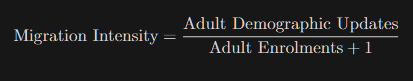 Migration Intensity = Adult Demographic Updates / Adult Enrolments + 1